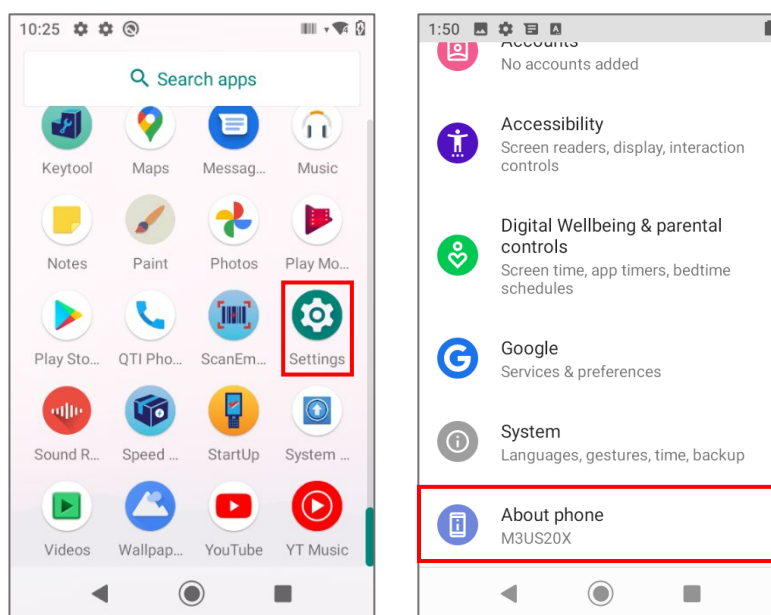 10:25
Search apps
Keytool Maps Messag... Music
Notes Paint Photos Play Mo...
Play Sto... QTI Pho... ScanEm... Settings
Sound R... Speed ... StartUp System ...
Videos Wallpap... YouTube YT Music
1:50
Accounts
No accounts added
Accessibility
Screen readers, display, interaction
controls
Digital Wellbeing & parental
controls
Screen time, app timers, bedtime
schedules
Google
Services & preferences
System
Languages, gestures, time, backup
About phone
M3US20X